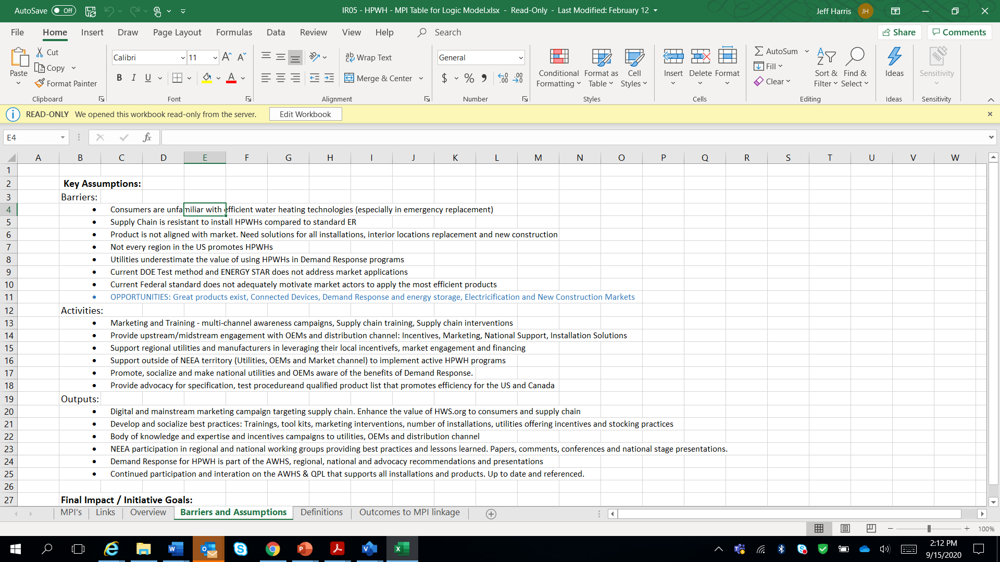 AutoSave Off
IR05 - HPWH - MPI Table for Logic Model.xlsx - Read-Only - Last Modified: February 12
Jeff Harris JH
File Home Insert Draw Page Layout Formulas Data Review View Help Search
Share Comments
Paste
Cut
Copy
Format Painter
Clipboard
Calibri 11
B I U
Font
Wrap Text
Merge & Center
Alignment
General
$ % 9
Number
Conditional Formatting
Format as Table
Cell Styles
Styles
Insert Delete Format
Cells
AutoSum
Fill
Clear
Sort & Filter
Find & Select
Editing
Ideas
Ideas
Sensitivity
Sensitivity
READ-ONLY We opened this workbook read-only from the server. Edit Workbook
E4 fx
A B C D E F G H I J K L M N O P Q R S T U V W
1
2 Key Assumptions:
3 Barriers:
4 • Consumers are unfamiliar with efficient water heating technologies (especially in emergency replacement)
5 • Supply Chain is resistant to install HPWHs compared to standard ER
6 • Product is not aligned with market. Need solutions for all installations, interior locations replacement and new construction
7 • Not every region in the US promotes HPWHs
8 • Utilities underestimate the value of using HPWHs in Demand Response programs
9 • Current DOE Test method and ENERGY STAR does not address market applications
10 • Current Federal standard does not adequately motivate market actors to apply the most efficient products
11 • OPPORTUNITIES: Great products exist, Connected Devices, Demand Response and energy storage, Electricification and New Construction Markets
12 Activities:
13 • Marketing and Training - multi-channel awareness campaigns, Supply chain training, Supply chain interventions
14 • Provide upstream/midstream engagement with OEMs and distribution channel: Incentives, Marketing, National Support, Installation Solutions
15 • Support regional utilities and manufacturers in leveraging their local incentivefs, market engagement and financing
16 • Support outside of NEEA territory (Utilities, OEMs and Market channel) to implement active HPWH programs
17 • Promote, socialize and make national utilities and OEMs aware of the benefits of Demand Response.
18 • Provide advocacy for specification, test procedureand qualified product list that promotes efficiency for the US and Canada
19 Outputs:
20 • Digital and mainstream marketing campaign targeting supply chain. Enhance the value of HWS.org to consumers and supply chain
21 • Develop and socialize best practices: Trainings, tool kits, marketing interventions, number of installations, utilities offering incentives and stocking practices
22 • Body of knowledge and expertise and incentives campaigns to utilities, OEMs and distribution channel
23 • NEEA participation in regional and national working groups providing best practices and lessons learned. Papers, comments, conferences and national stage presentations.
24 • Demand Response for HPWH is part of the AWHS, regional, national and advocacy recommendations and presentations
25 • Continued participation and interation on the AWHS & QPL that supports all installations and products. Up to date and referenced.
26
27 Final Impact / Initiative Goals:
MPI's Links Overview Barriers and Assumptions Definitions Outcomes to MPI linkage
100%
2:12 PM
9/15/2020